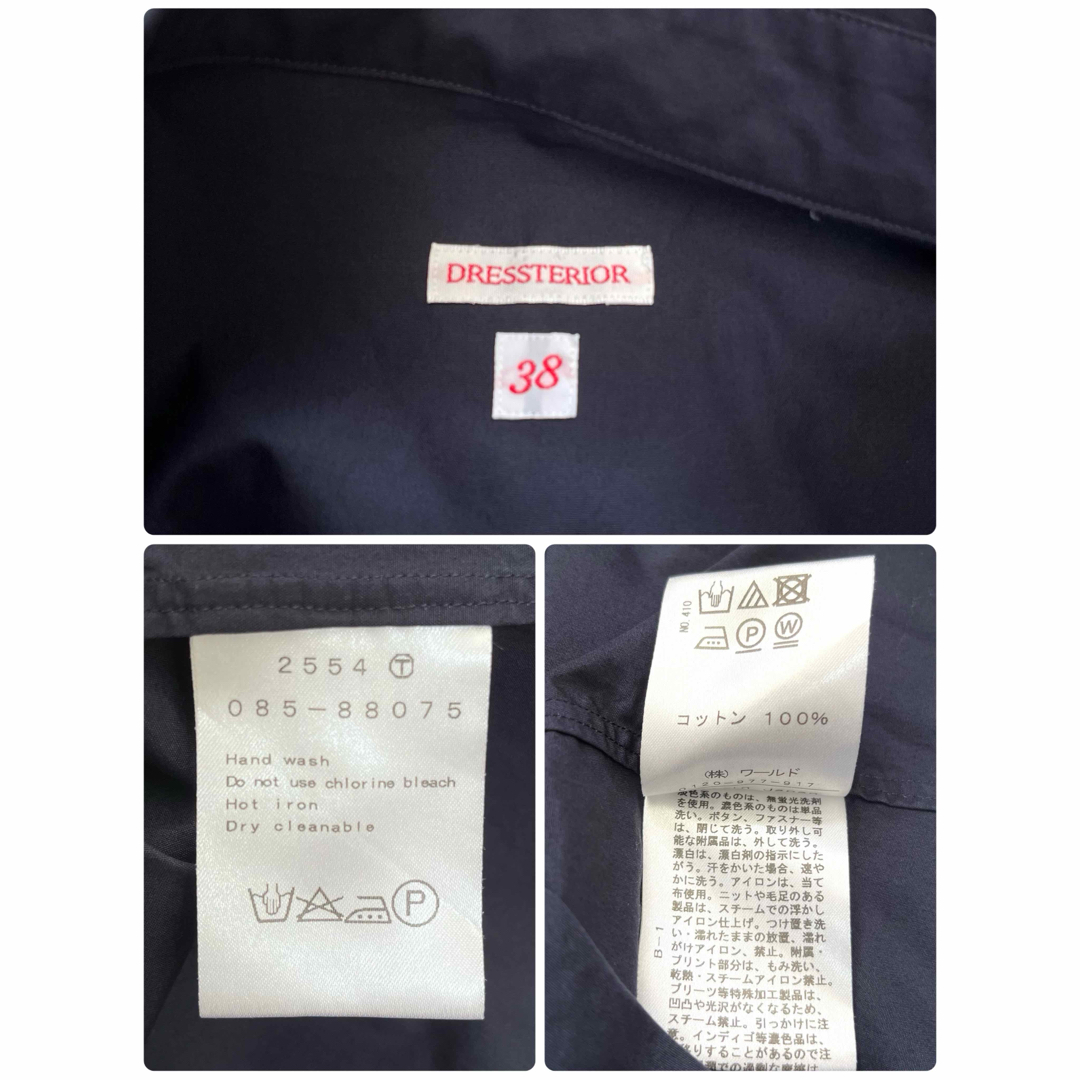 DRESSTERIOR
38
2554 Ⓣ
085-88075
Hand wash
Do not use chlorine bleach
Hot iron
Dry cleanable
P
NO.410
P W
コットン 100%
(株) ワールド
20-977-917
淡色系のものは、無蛍光洗剤
を使用。濃色系のものは単品
洗い。ボタン、ファスナー等
は、閉じて洗う。取り外し可
能な附属品は、外して洗う。
漂白は、漂白剤の指示にした
がう。汗をかいた場合、速や
かに洗う。アイロンは、当て
布使用。ニットや毛足のある
製品は、スチームでの浮かし
アイロン仕上げ。つけ置き洗
い・濡れたままの放置、濡れ
がけアイロン、禁止。附属・
プリント部分は、もみ洗い、
乾熱・スチームアイロン禁止。
プリーツ等特殊加工製品は、
凹凸や光沢がなくなるため、
スチーム禁止。引っかけに注
意。インディゴ等濃色品は、
移りすることがあるので注
B-1